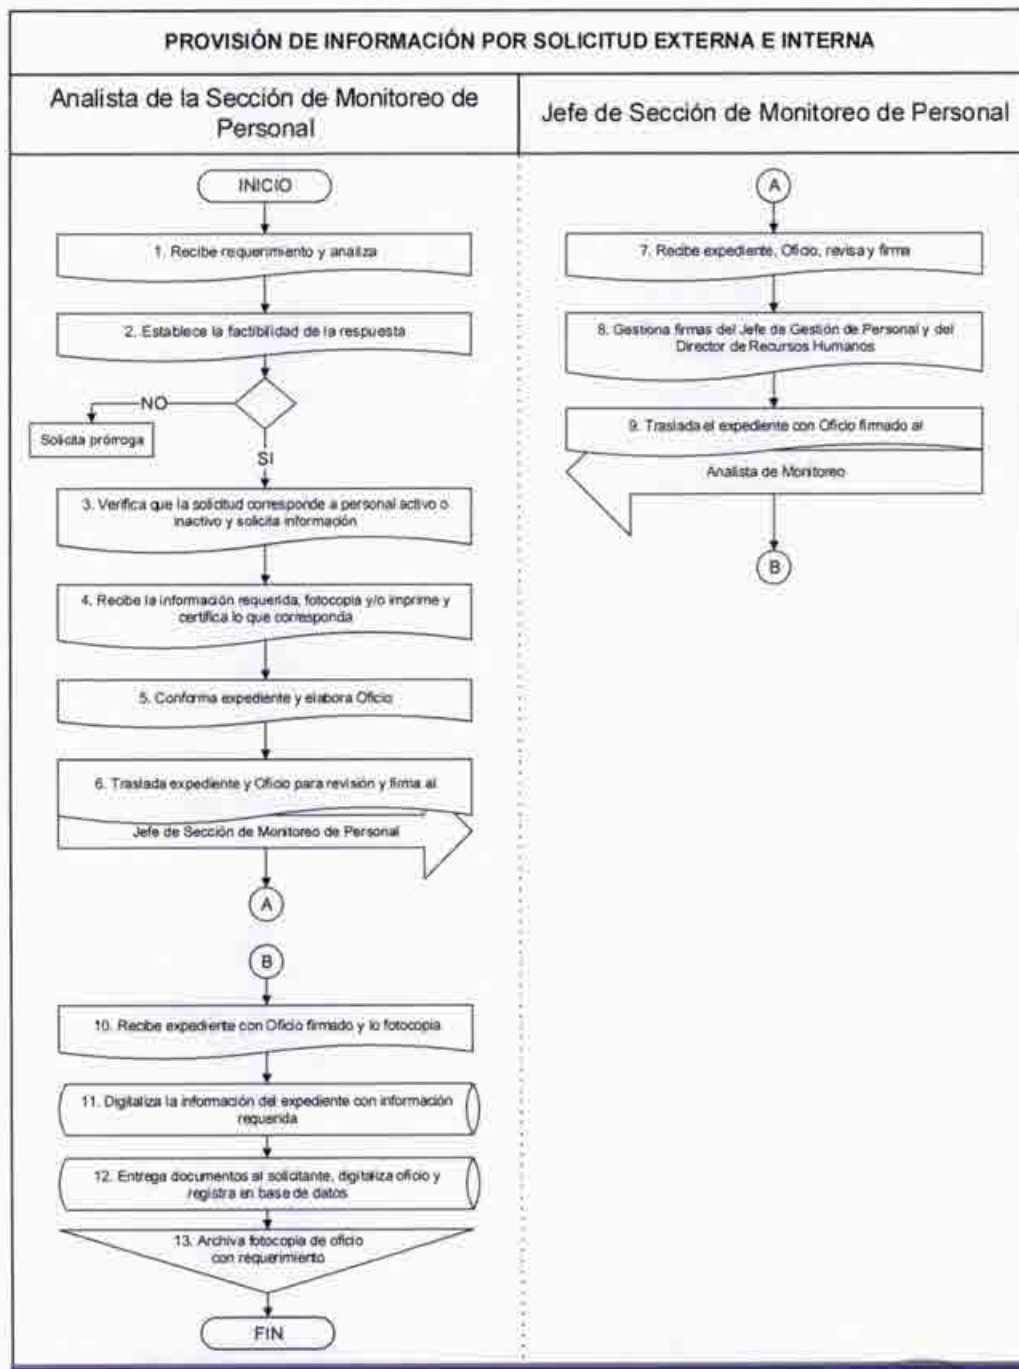 PROVISIÓN DE INFORMACIÓN POR SOLICITUD EXTERNA E INTERNA
Analista de la Sección de Monitoreo de
Personal
INICIO
1. Recibe requerimiento y analiza
2. Establece la factibilidad de la respuesta
NO
Solicita prórroga
SI
3. Verifica que la solicitud corresponde a personal activo o
inactivo y solicita información
4. Recibe la información requerida, fotocopia y/o imprime y
certifica lo que corresponda
5. Conforma expediente y elabora Oficio
6. Traslada expediente y Oficio para revisión y firma al
Jefe de Sección de Monitoreo de Personal
A
B
10. Recibe expediente con Oficio firmado y lo fotocopia
11. Digitaliza la información del expediente con información
requerida
12. Entrega documentos al solicitante, digitaliza oficio y
registra en base de datos
13. Archiva fotocopia de oficio
con requerimiento
FIN
Jefe de Sección de Monitoreo de Personal
A
7. Recibe expediente, Oficio, revisa y firma
8. Gestiona firmas del Jefe de Gestión de Personal y del
Director de Recursos Humanos
9. Traslada el expediente con Oficio firmado al
Analista de Monitoreo
B